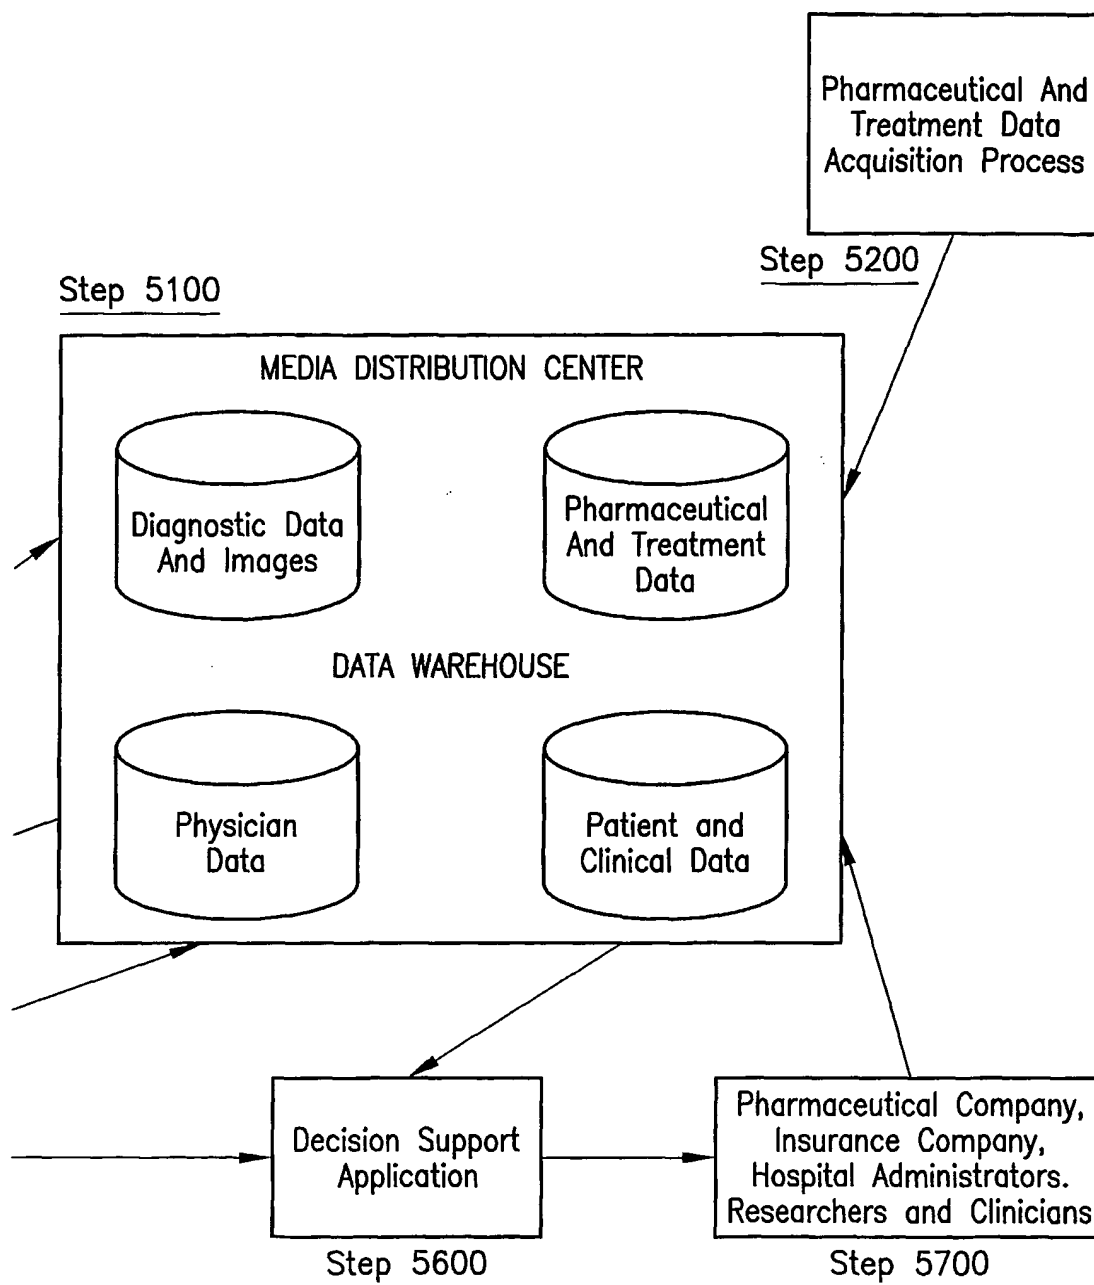 Pharmaceutical And
Treatment Data
Acquisition Process
Step 5200
Step 5100
MEDIA DISTRIBUTION CENTER
Diagnostic Data
And Images
Pharmaceutical
And Treatment
Data
DATA WAREHOUSE
Physician
Data
Patient and
Clinical Data
Decision Support
Application
Step 5600
Pharmaceutical Company,
Insurance Company,
Hospital Administrators.
Researchers and Clinicians
Step 5700